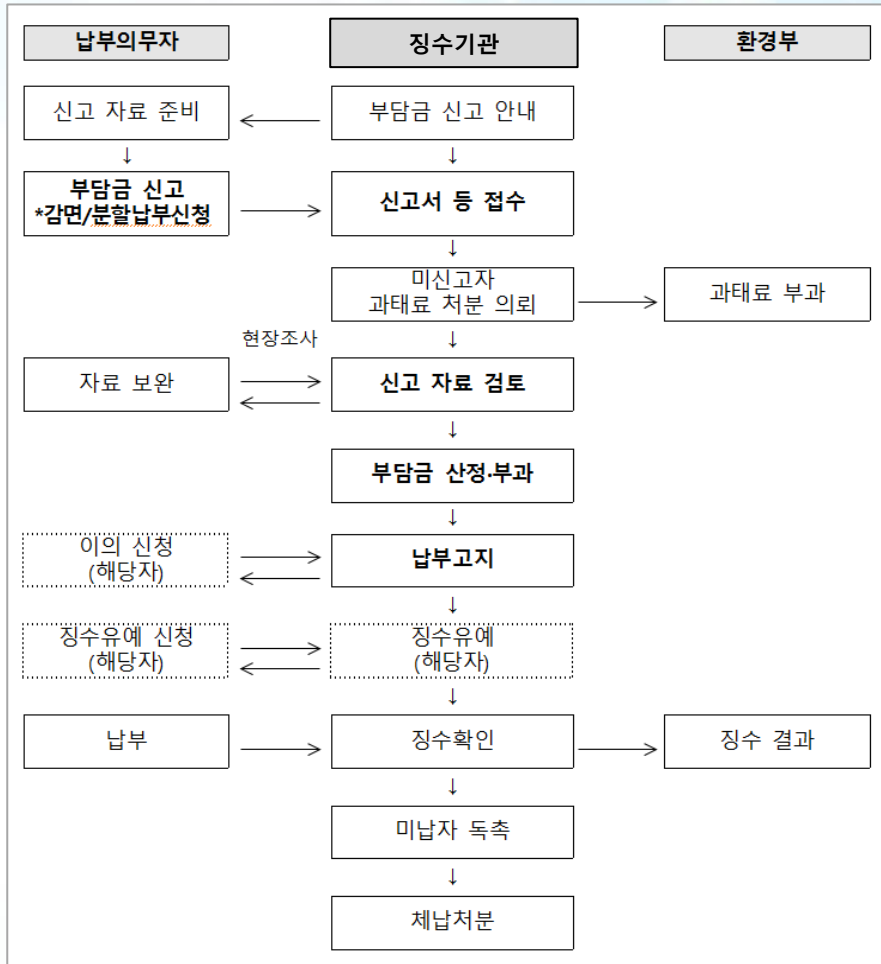 납부의무자 징수기관 환경부
신고 자료 준비 ← 부담금 신고 안내
↓ ↓
부담금 신고
*감면/분할납부신청 → 신고서 등 접수
↓
미신고자
과태료 처분 의뢰 → 과태료 부과
현장조사 ↓
자료 보완 → ← 신고 자료 검토
↓
부담금 산정·부과
↓
이의 신청
(해당자) → ← 납부고지
↓
징수유예 신청 → ← 징수유예
(해당자) (해당자)
↓
납부 → 징수확인 → 징수 결과
↓
미납자 독촉
↓
체납처분